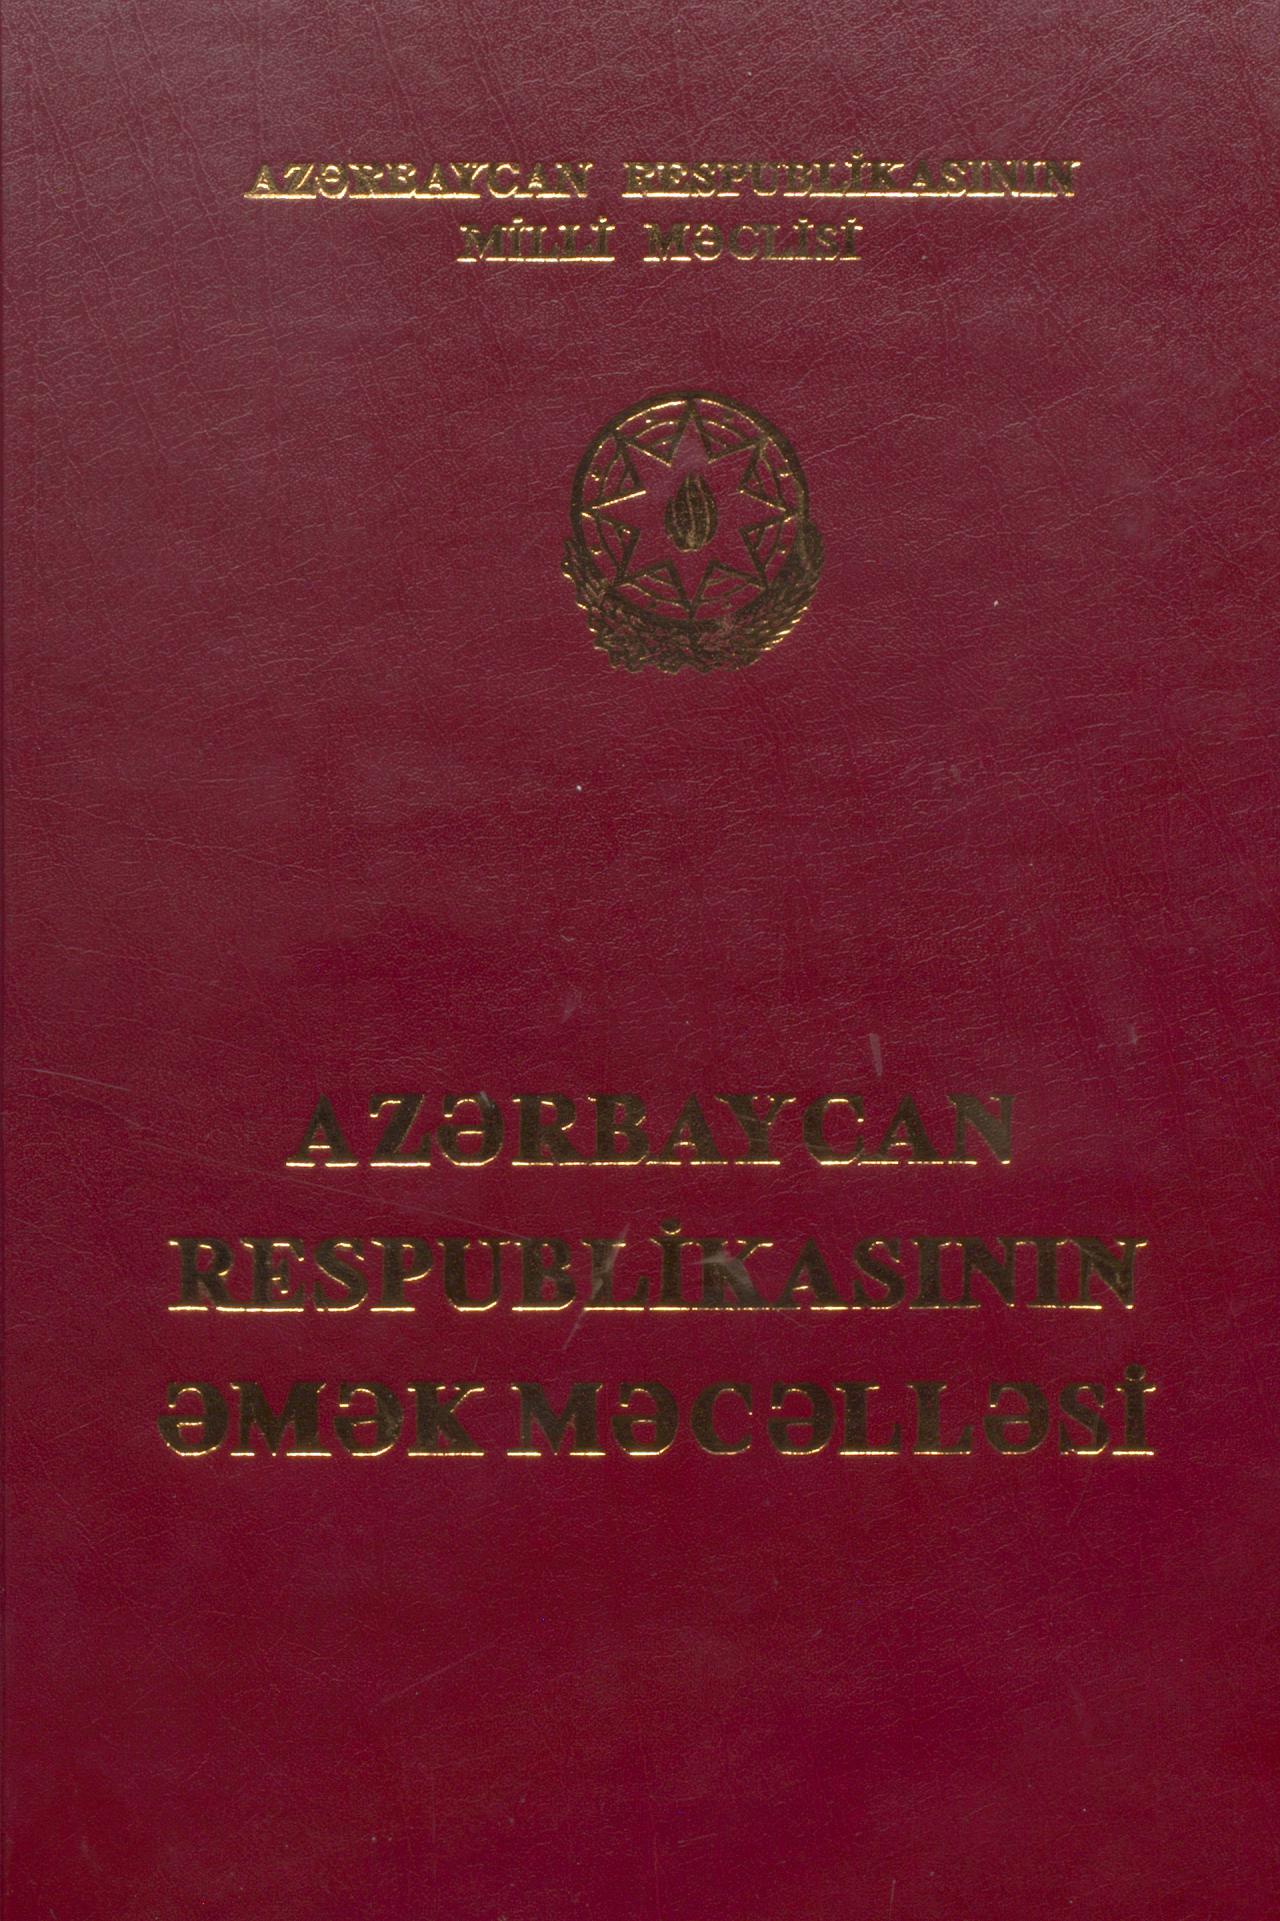 AZƏRBAYCAN RESPUBLİKASININ
MİLLİ MƏCLİSİ
AZƏRBAYCAN
RESPUBLİKASININ
ƏMƏK MƏCƏLLƏSİ